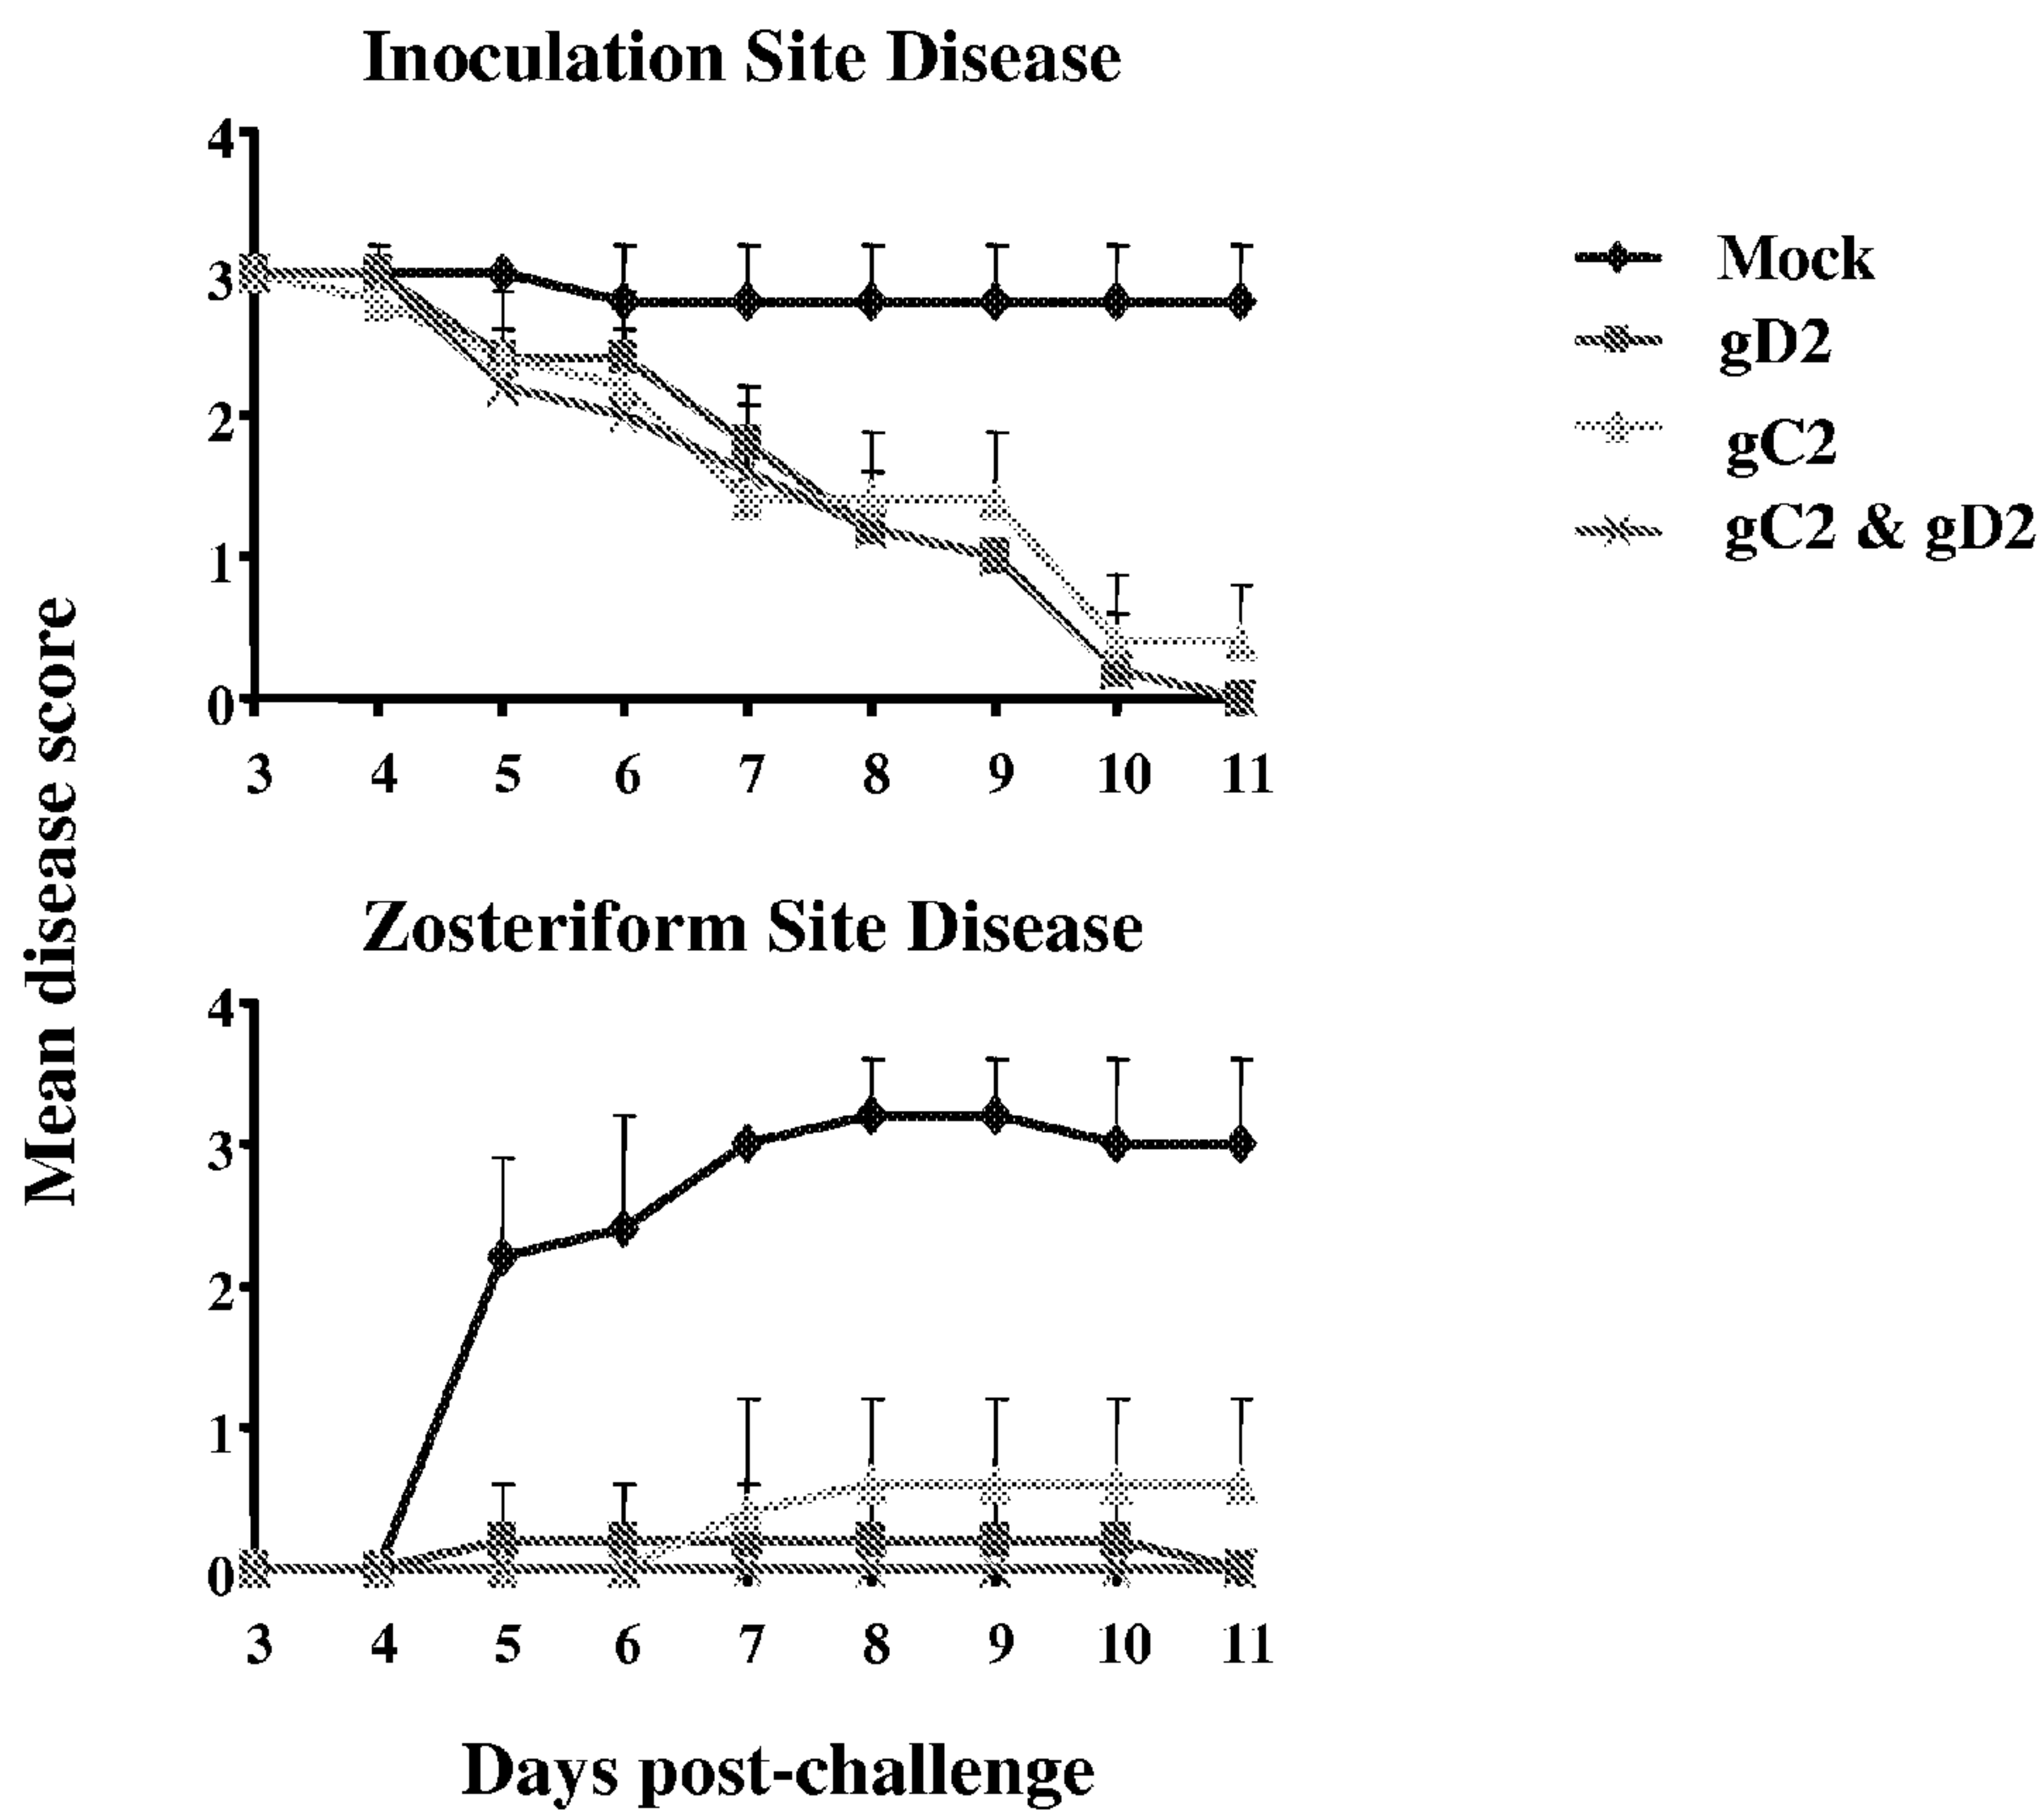 Inoculation Site Disease
4
3
2
1
0
3 4 5 6 7 8 9 10 11
Mock
gD2
gC2
gC2 & gD2
Mean disease score
Zosteriform Site Disease
4
3
2
1
0
3 4 5 6 7 8 9 10 11
Days post-challenge